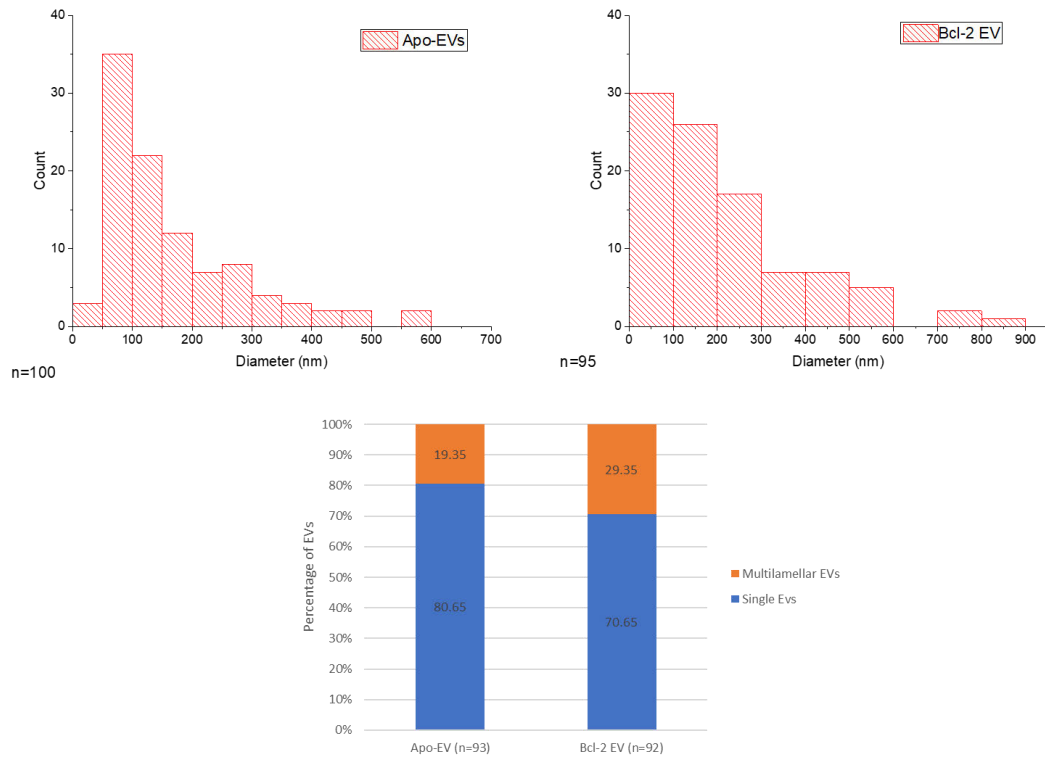 40
30
20
10
0
Count
Apo-EVs
0 100 200 300 400 500 600 700
Diameter (nm)
n=100
40
30
20
10
0
Count
Bcl-2 EV
0 100 200 300 400 500 600 700 800 900
Diameter (nm)
n=95
100%
90%
80%
70%
60%
50%
40%
30%
20%
10%
0%
Percentage of EVs
19.35
29.35
80.65
70.65
Apo-EV (n=93) Bcl-2 EV (n=92)
Multilamellar EVs
Single Evs